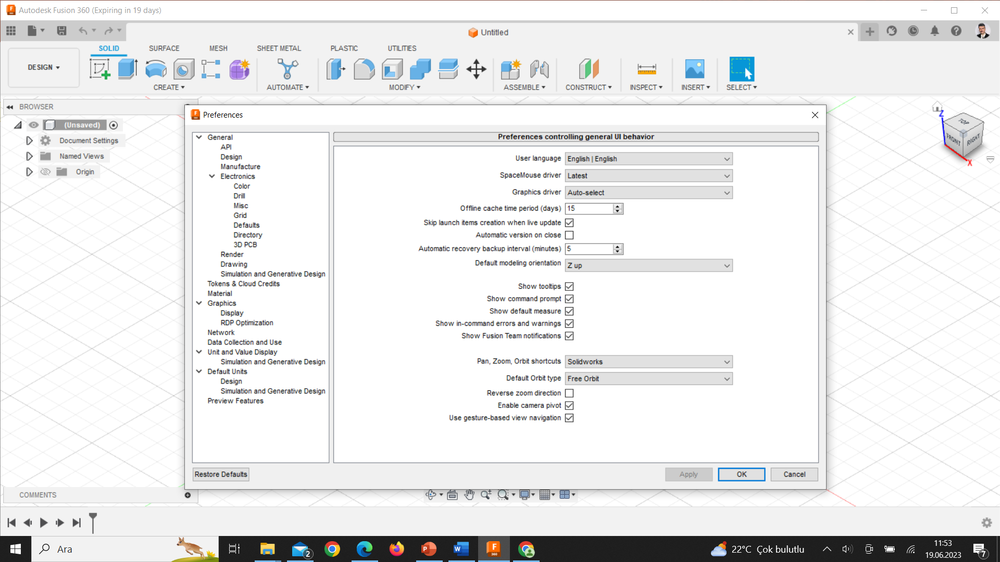 Autodesk Fusion 360 (Expiring in 19 days)
Untitled
SOLID SURFACE MESH SHEET METAL PLASTIC UTILITIES
DESIGN
CREATE AUTOMATE MODIFY ASSEMBLE CONSTRUCT INSPECT INSERT SELECT
BROWSER
(Unsaved)
Document Settings
Named Views
Origin
Z
TOP
FRONT
RIGHT
X
Preferences
General
API
Design
Manufacture
Electronics
Color
Drill
Misc
Grid
Defaults
Directory
3D PCB
Render
Drawing
Simulation and Generative Design
Tokens & Cloud Credits
Material
Graphics
Display
RDP Optimization
Network
Data Collection and Use
Unit and Value Display
Simulation and Generative Design
Default Units
Design
Simulation and Generative Design
Preview Features
Preferences controlling general UI behavior
User language English | English
SpaceMouse driver Latest
Graphics driver Auto-select
Offline cache time period (days) 15
Skip launch items creation when live update
Automatic version on close
Automatic recovery backup interval (minutes) 5
Default modeling orientation Z up
Show tooltips
Show command prompt
Show default measure
Show in-command errors and warnings
Show Fusion Team notifications
Pan, Zoom, Orbit shortcuts Solidworks
Default Orbit type Free Orbit
Reverse zoom direction
Enable camera pivot
Use gesture-based view navigation
Restore Defaults Apply OK Cancel
COMMENTS
Ara
2
P
W
F
360
22°C Çok bulutlu
11:53
19.06.2023
7